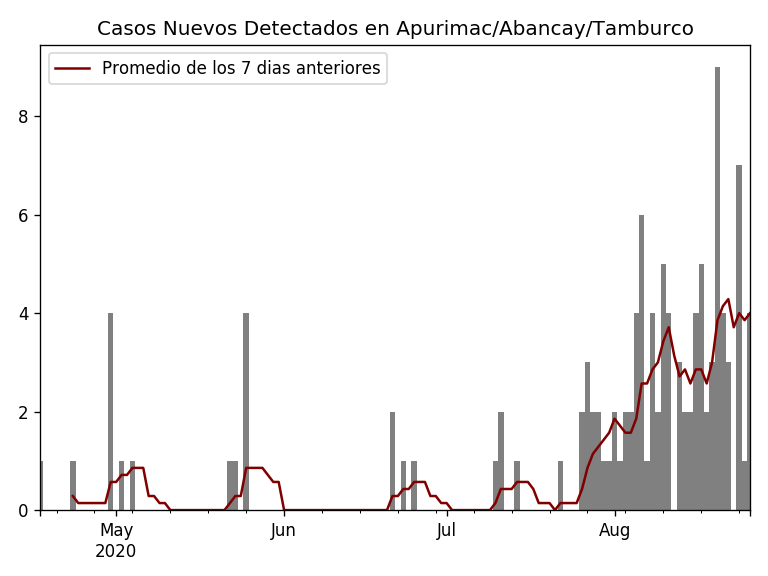 Casos Nuevos Detectados en Apurimac/Abancay/Tamburco
Promedio de los 7 dias anteriores
8
6
4
2
0
May Jun Jul Aug
2020